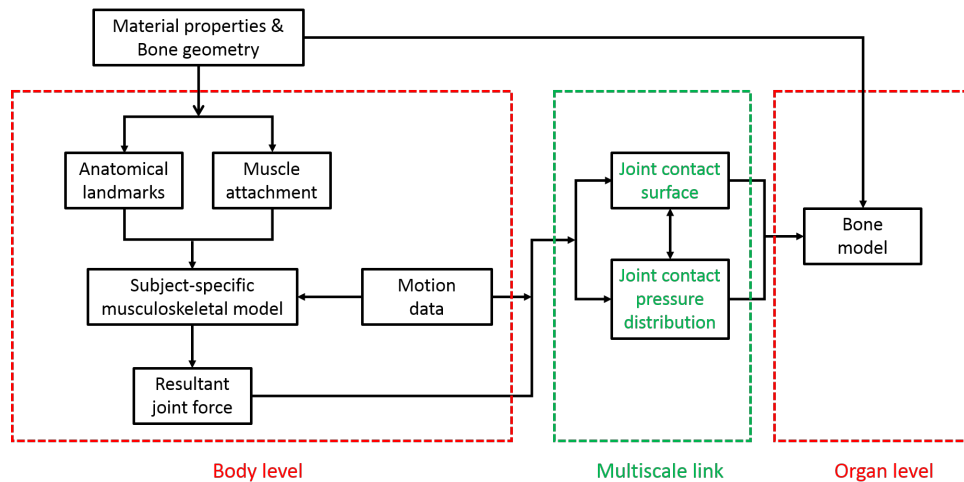 Material properties &
Bone geometry
Anatomical
landmarks
Muscle
attachment
Subject-specific
musculoskeletal model
Motion
data
Resultant
joint force
Joint contact
surface
Joint contact
pressure
distribution
Bone
model
Body level
Multiscale link
Organ level